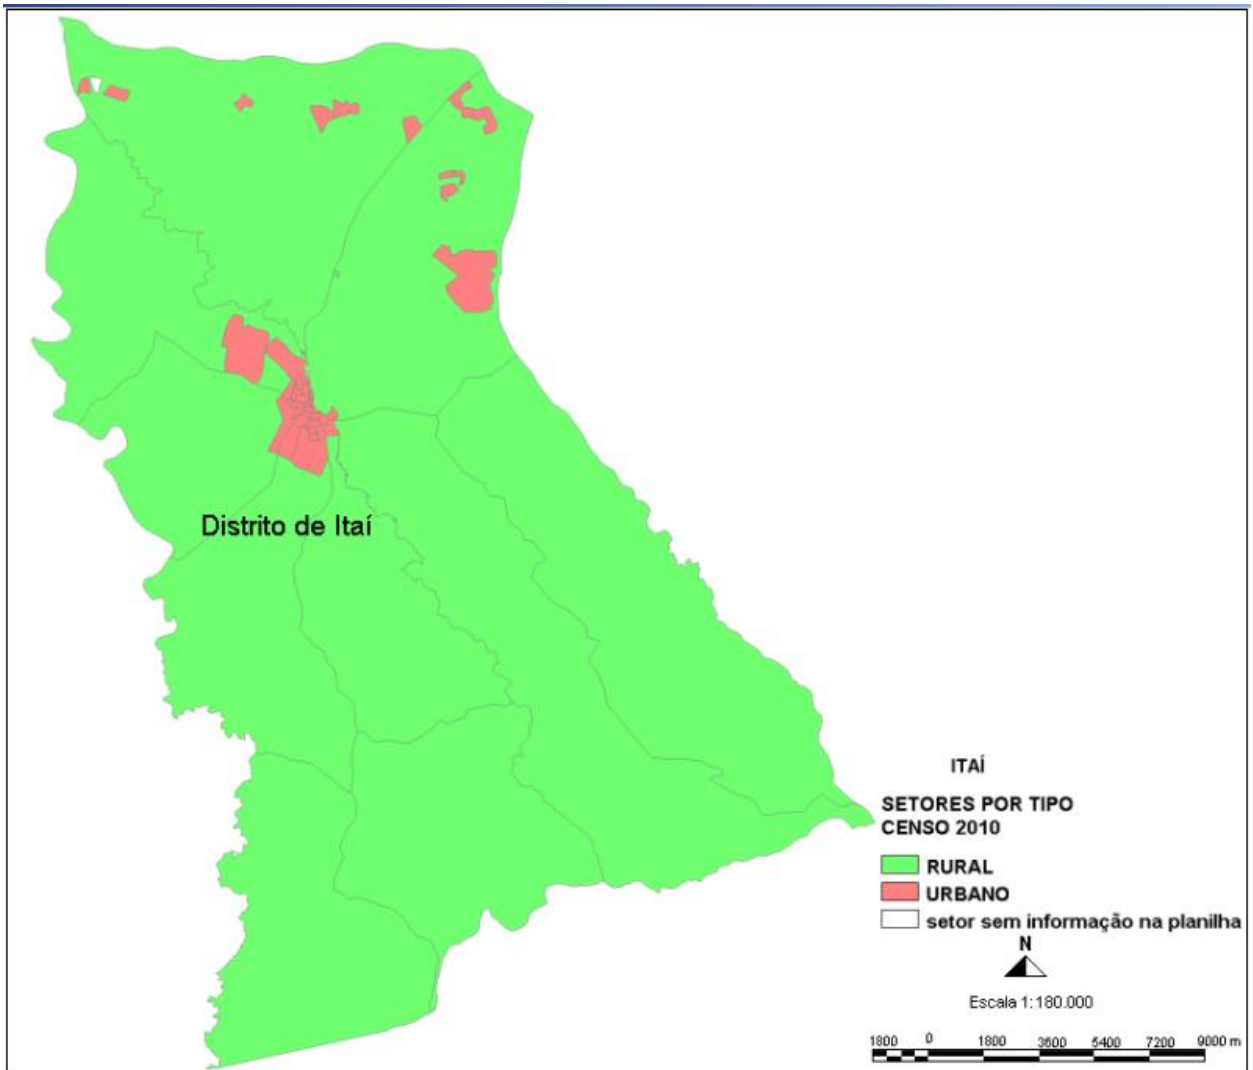 Distrito de Itaí
ITAÍ
SETORES POR TIPO
CENSO 2010
RURAL
URBANO
setor sem informação na planilha
N
Escala 1:180.000
1800 0 1800 3600 5400 7200 9000 m